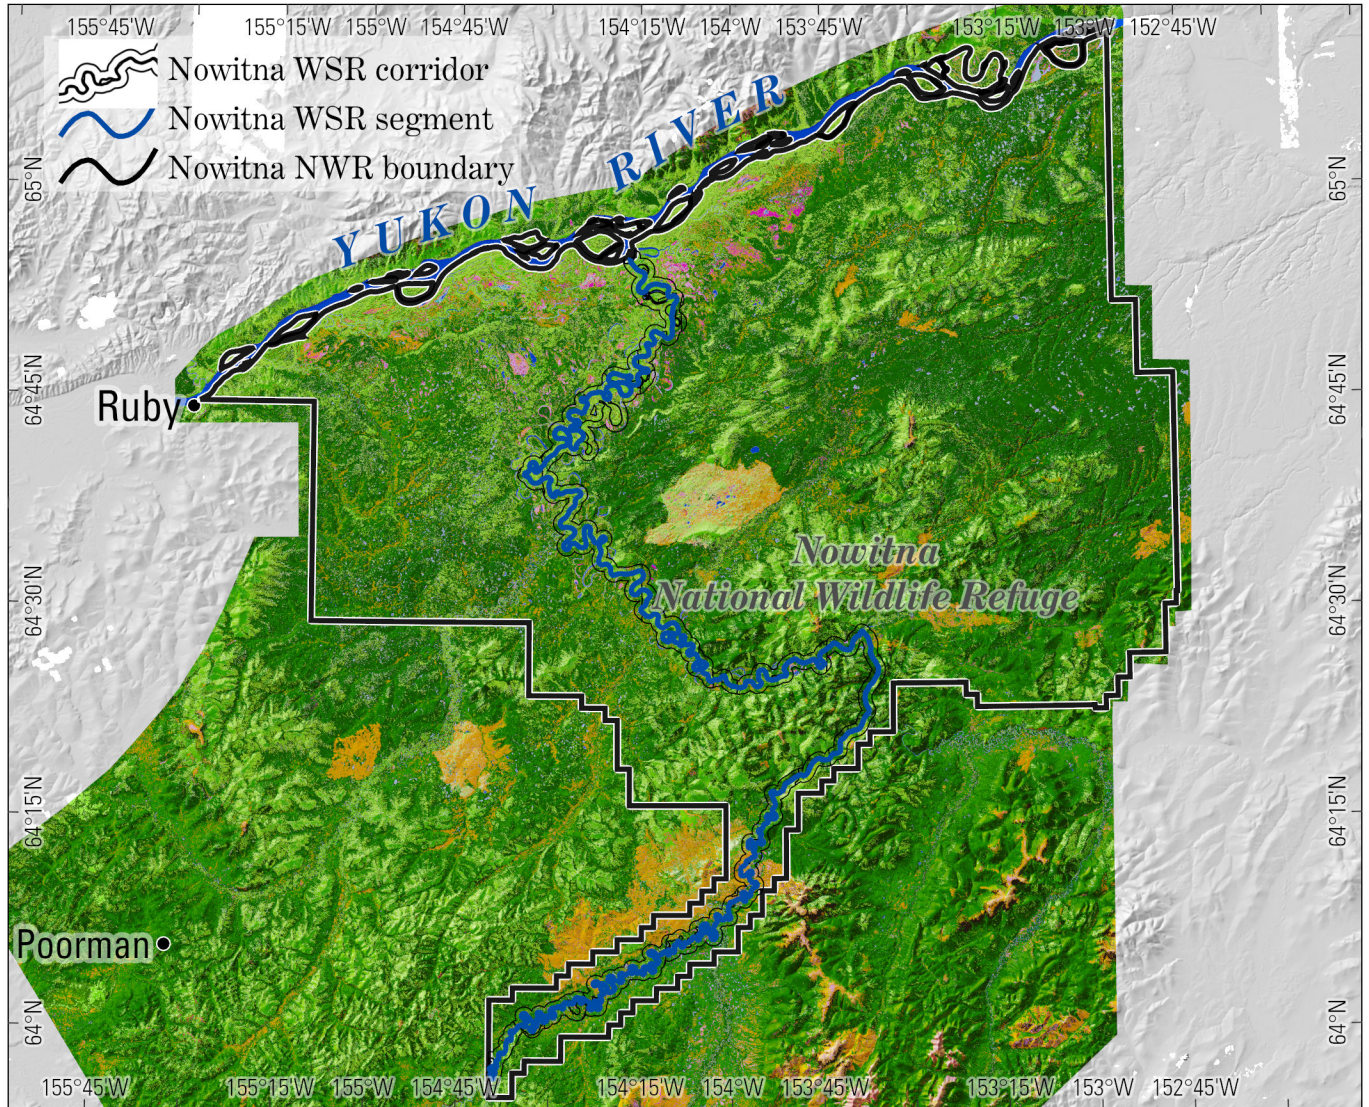 155°45'W 155°15'W 154°45'W 154°15'W 153°45'W 153°15'W 153°W 152°45'W
Nowitna WSR corridor
Nowitna WSR segment
Nowitna NWR boundary
YUKON RIVER
65°N 65°N
64°45'N 64°45'N
Ruby
Nowitna
National Wildlife Refuge
64°30'N 64°30'N
64°15'N 64°15'N
Poorman
64°N 64°N
155°45'W 155°15'W 155°W 154°45'W 154°15'W 154°W 153°45'W 153°15'W 153°W 152°45'W